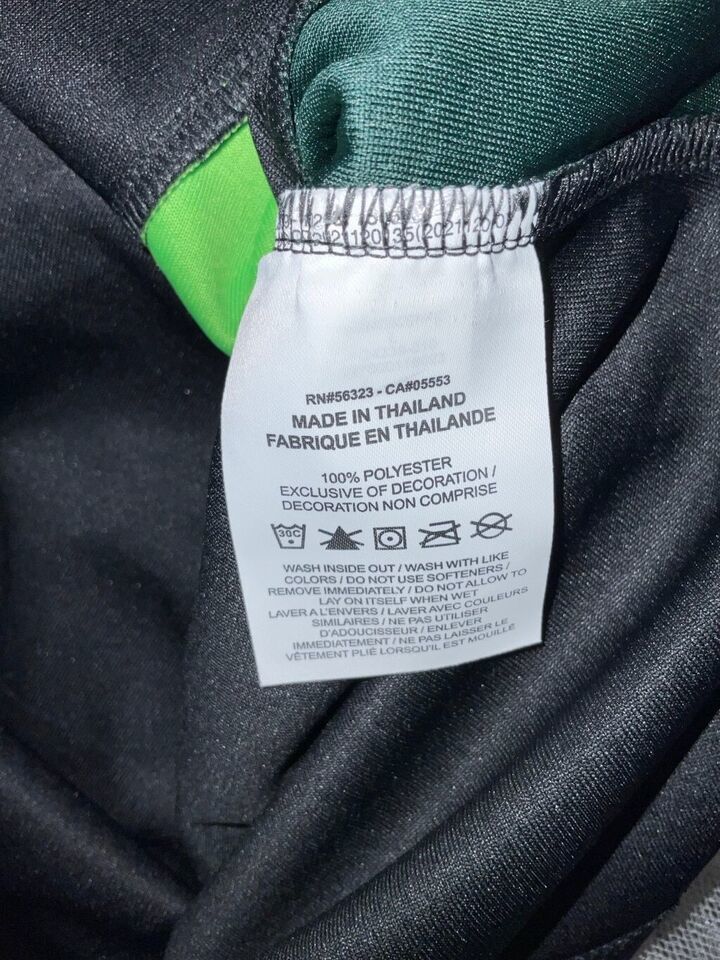 RN#56323 - CA#05553
MADE IN THAILAND
FABRIQUE EN THAILANDE
100% POLYESTER
EXCLUSIVE OF DECORATION /
DECORATION NON COMPRISE
30C
WASH INSIDE OUT / WASH WITH LIKE
COLORS / DO NOT USE SOFTENERS /
REMOVE IMMEDIATELY / DO NOT ALLOW TO
LAY ON ITSELF WHEN WET
LAVER A L'ENVERS / LAVER AVEC COULEURS
SIMILAIRES / NE PAS UTILISER
D'ADOUCISSEUR / ENLEVER
IMMEDIATEMENT / NE PAS LAISSER LE
VÊTEMENT PLIÉ LORSQU'IL EST MOUILLÉ